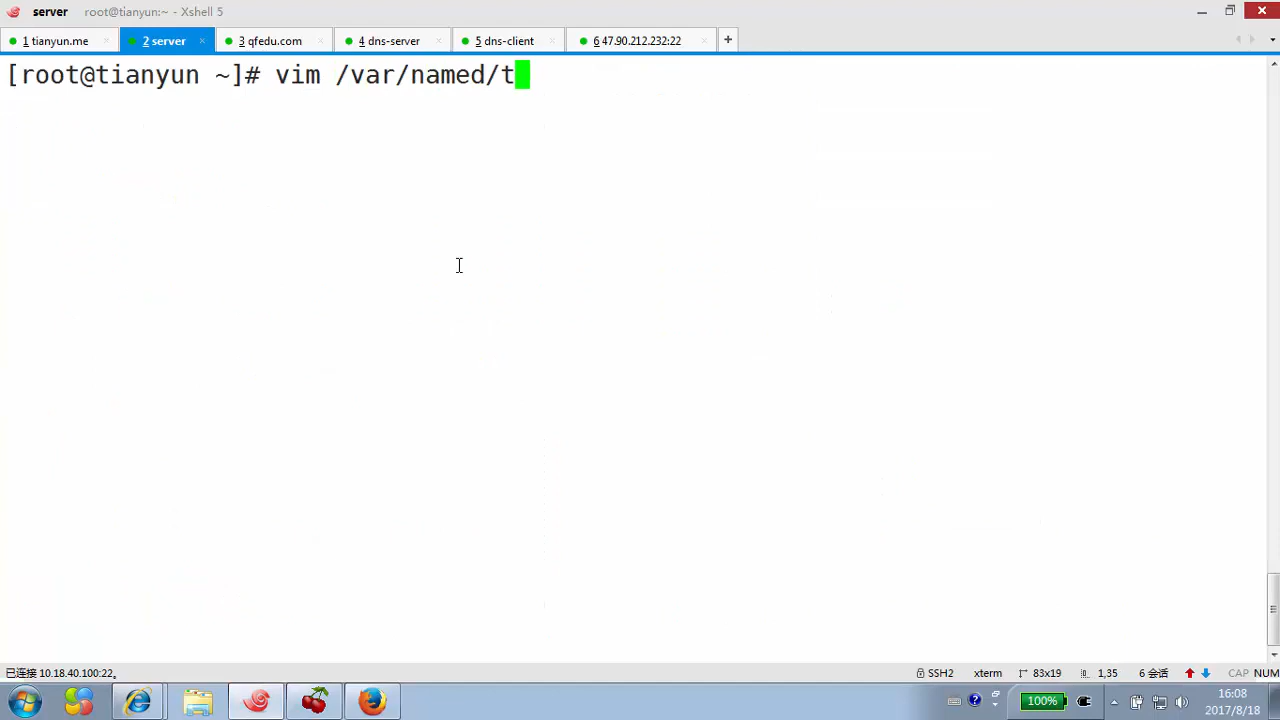 server root@tianyun:~ - Xshell 5
1 tianyun.me 2 server 3 qfedu.com 4 dns-server 5 dns-client 6 47.90.212.232:22
[root@tianyun ~]# vim /var/named/t
已连接 10.18.40.100:22。 SSH2 xterm 83x19 1,35 6 会话 CAP NUM
100% 16:08
2017/8/18